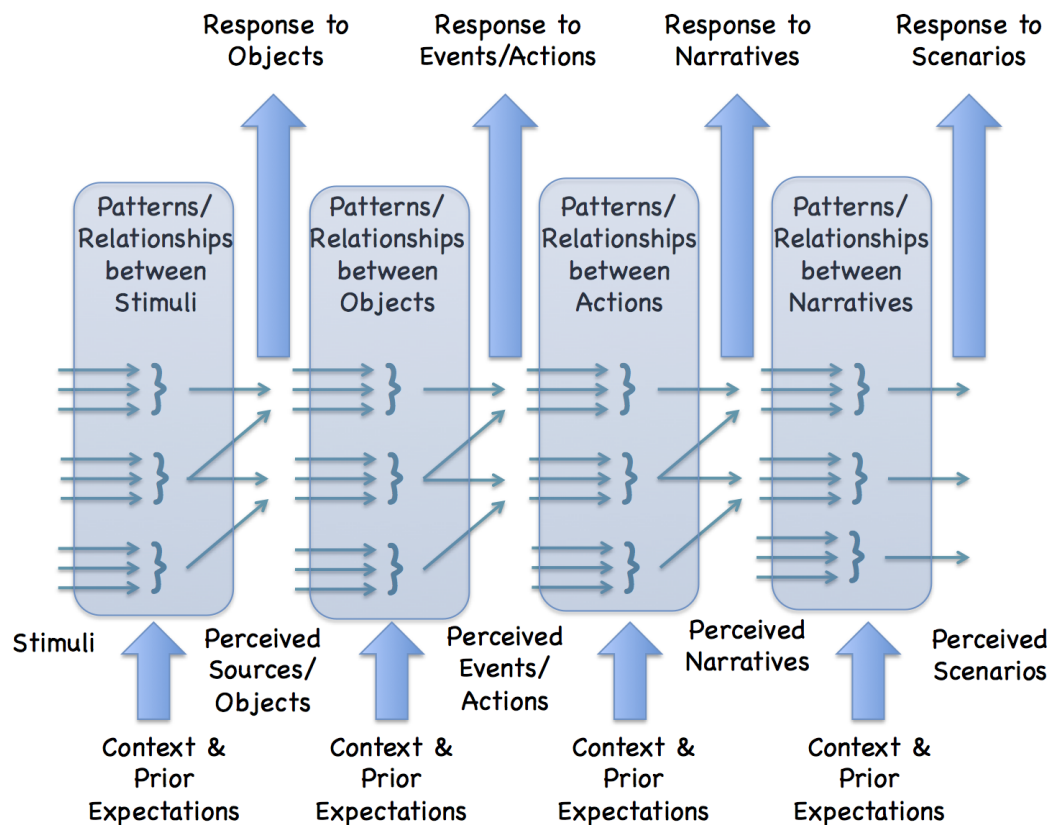 Response to
Objects
Response to
Events/Actions
Response to
Narratives
Response to
Scenarios
Patterns/
Relationships
between
Stimuli
Patterns/
Relationships
between
Objects
Patterns/
Relationships
between
Actions
Patterns/
Relationships
between
Narratives
Stimuli
Perceived
Sources/
Objects
Perceived
Events/
Actions
Perceived
Narratives
Perceived
Scenarios
Context &
Prior
Expectations
Context &
Prior
Expectations
Context &
Prior
Expectations
Context &
Prior
Expectations